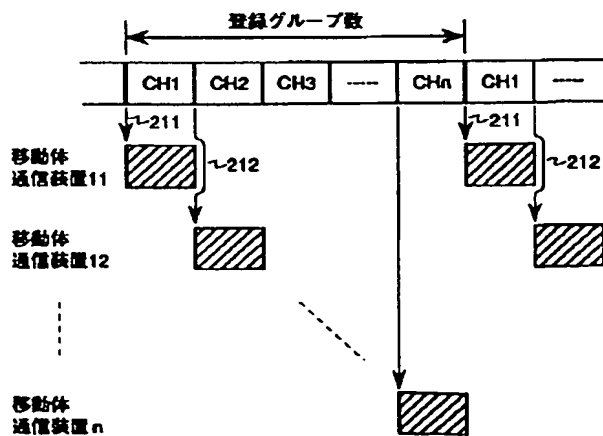 登録グループ数
CH1 CH2 CH3 ---- CHn CH1 ----
211 211
212 212
移動体
通信装置11
移動体
通信装置12
移動体
通信装置n